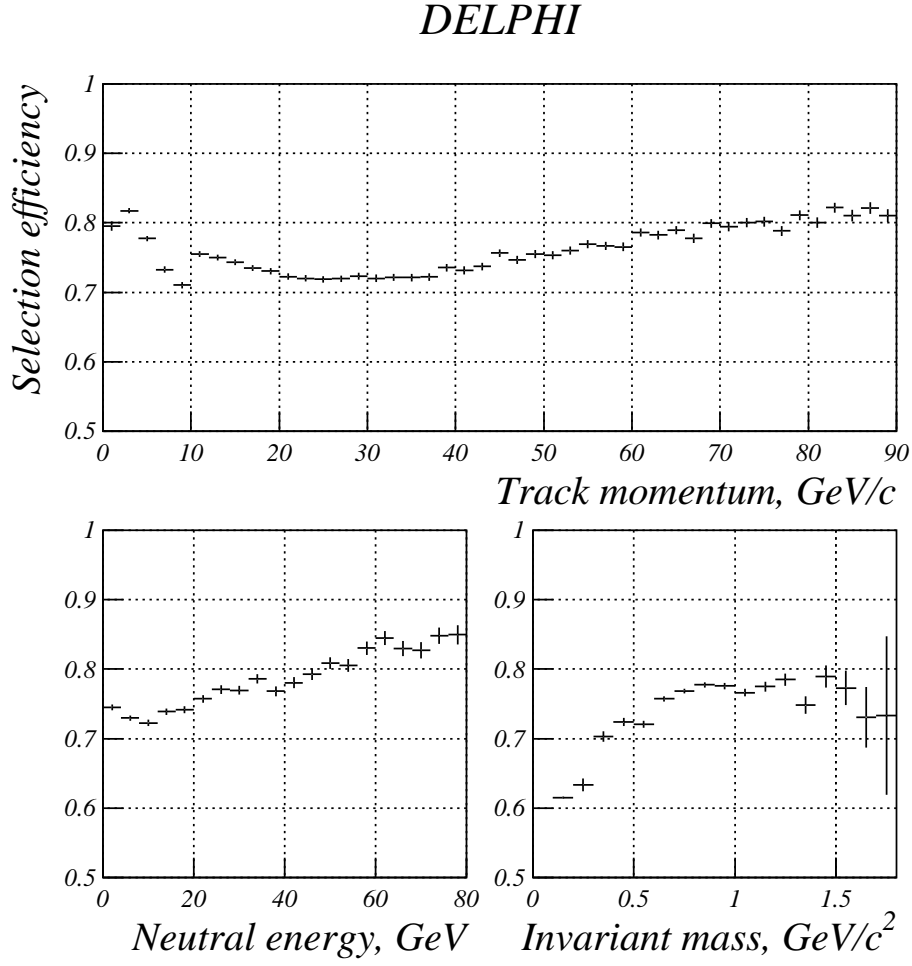 DELPHI
Selection efficiency
1
0.9
0.8
0.7
0.6
0.5
0 10 20 30 40 50 60 70 80 90
Track momentum, GeV/c
1
0.9
0.8
0.7
0.6
0.5
0 20 40 60 80
Neutral energy, GeV
1
0.9
0.8
0.7
0.6
0.5
0 0.5 1 1.5
Invariant mass, GeV/c²